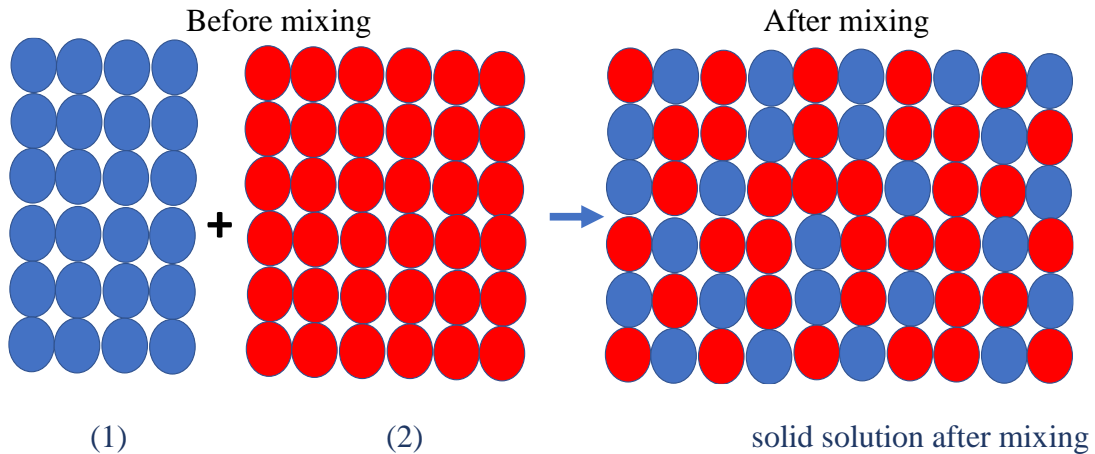 Before mixing
After mixing
+
(1)
(2)
solid solution after mixing